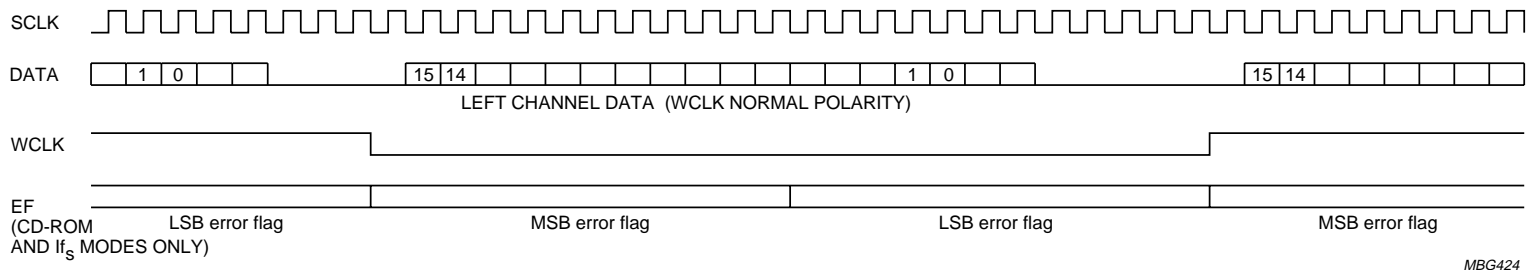 SCLK
DATA 1 0 15 14 1 0 15 14
LEFT CHANNEL DATA (WCLK NORMAL POLARITY)
WCLK
EF
(CD-ROM LSB error flag MSB error flag LSB error flag MSB error flag
AND Ifs MODES ONLY)
MBG424